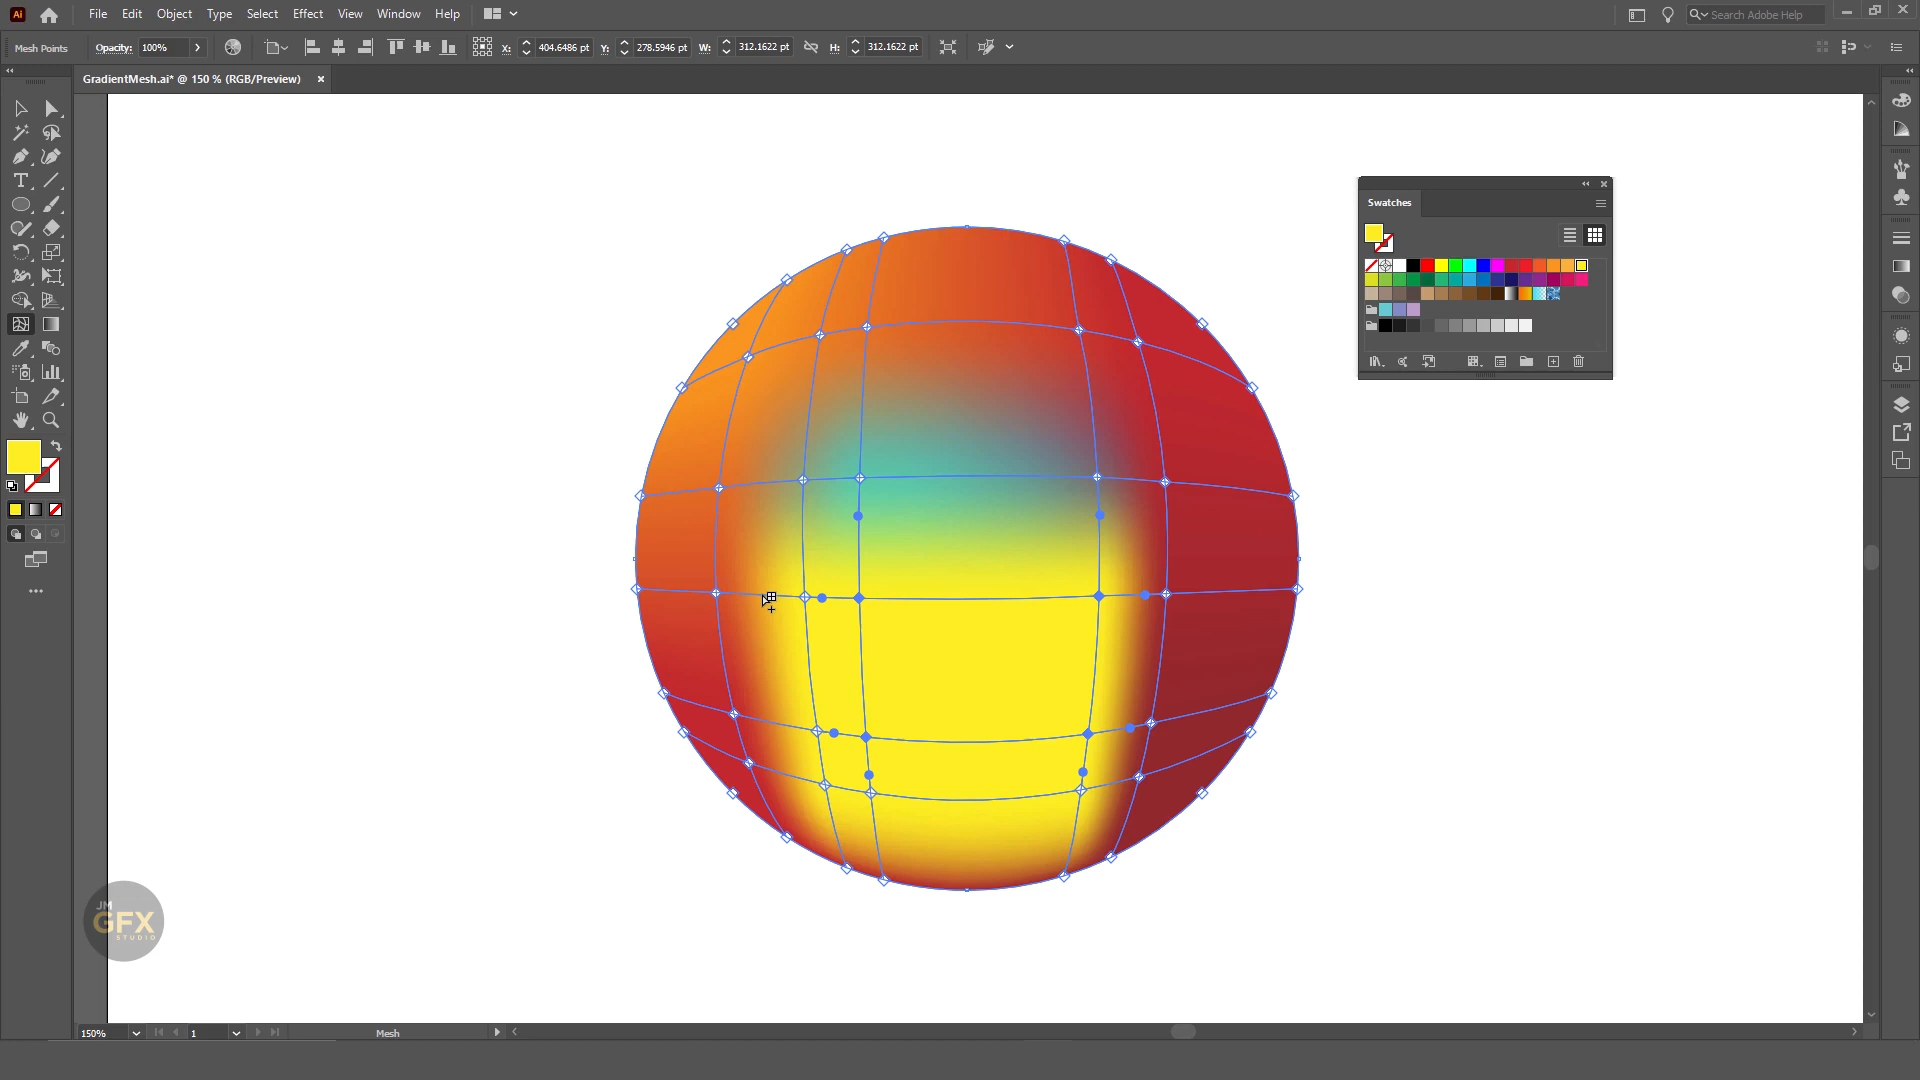 Ai File Edit Object Type Select Effect View Window Help Search Adobe Help
Mesh Points Opacity: 100% X: 404.6486 pt Y: 278.5946 pt W: 312.1622 pt H: 312.1622 pt
GradientMesh.ai* @ 150 % (RGB/Preview) ×
Swatches
JM
GFX
STUDIO
150% 1 Mesh